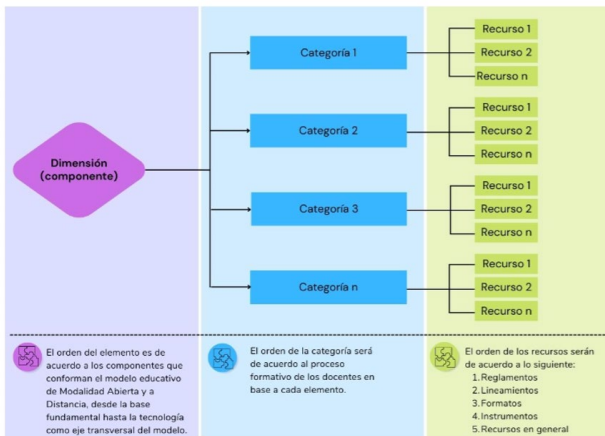 Dimensión
(componente)
Categoría 1
Recurso 1
Recurso 2
Recurso n
Categoría 2
Recurso 1
Recurso 2
Recurso n
Categoría 3
Recurso 1
Recurso 2
Recurso n
Categoría n
Recurso 1
Recurso 2
Recurso n
El orden del elemento es de
acuerdo a los componentes que
conforman el modelo educativo
de Modalidad Abierta y a
Distancia, desde la base
fundamental hasta la tecnología
como eje transversal del modelo.
El orden de la categoría será
de acuerdo al proceso
formativo de los docentes en
base a cada elemento.
El orden de los recursos serán
de acuerdo a lo siguiente:
1. Reglamentos
2. Lineamientos
3. Formatos
4. Instrumentos
5. Recursos en general